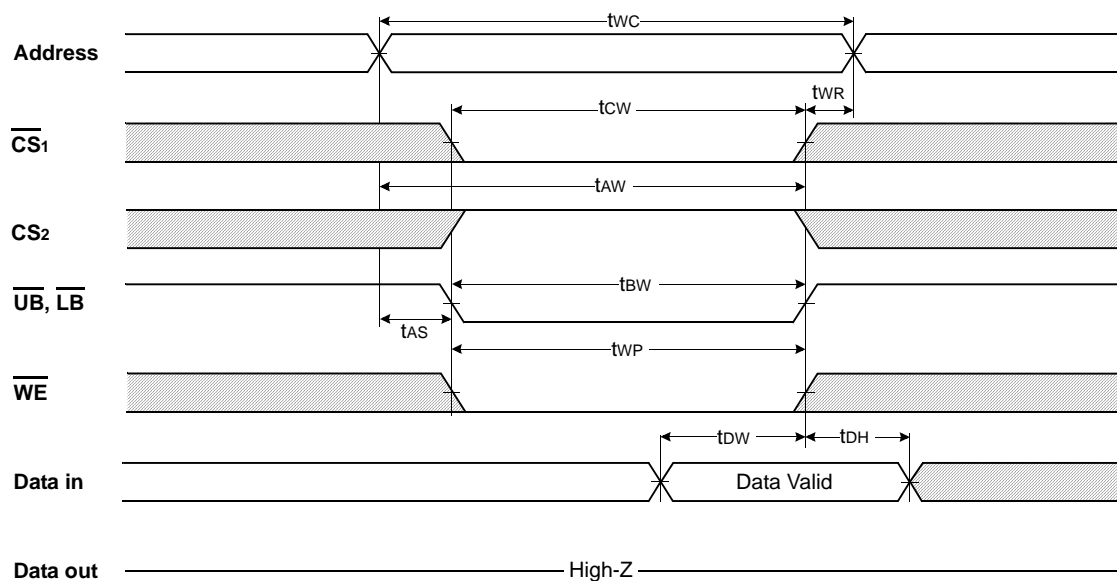 tWC
Address
tCW
tWR
CS1
tAW
CS2
tBW
UB, LB
tAS
tWP
WE
tDW
tDH
Data in
Data Valid
Data out
High-Z